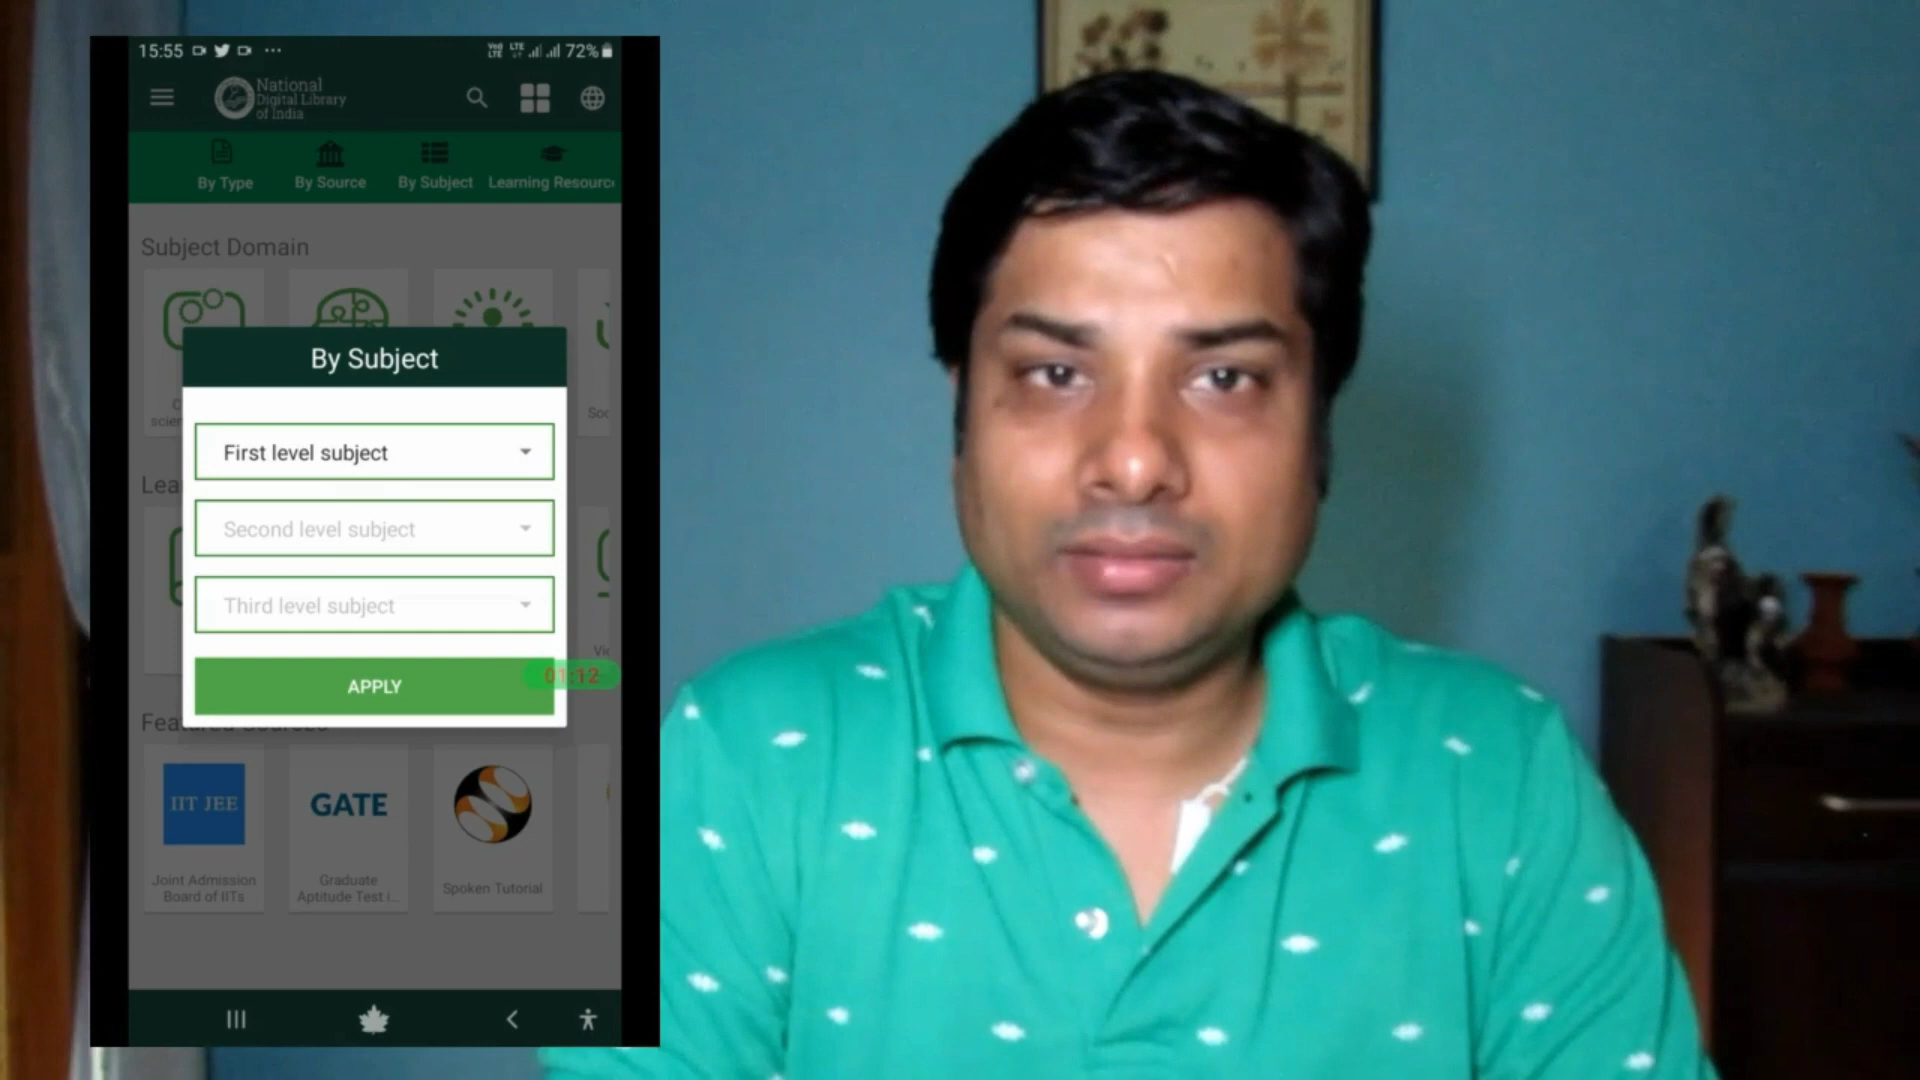 15:55
72%
National
Digital Library
of India
By Type
By Source
By Subject
Learning Resourc
Subject Domain
By Subject
First level subject
Second level subject
Third level subject
APPLY
01:12
IIT JEE
GATE
Joint Admission
Board of IITs
Graduate
Aptitude Test i...
Spoken Tutorial